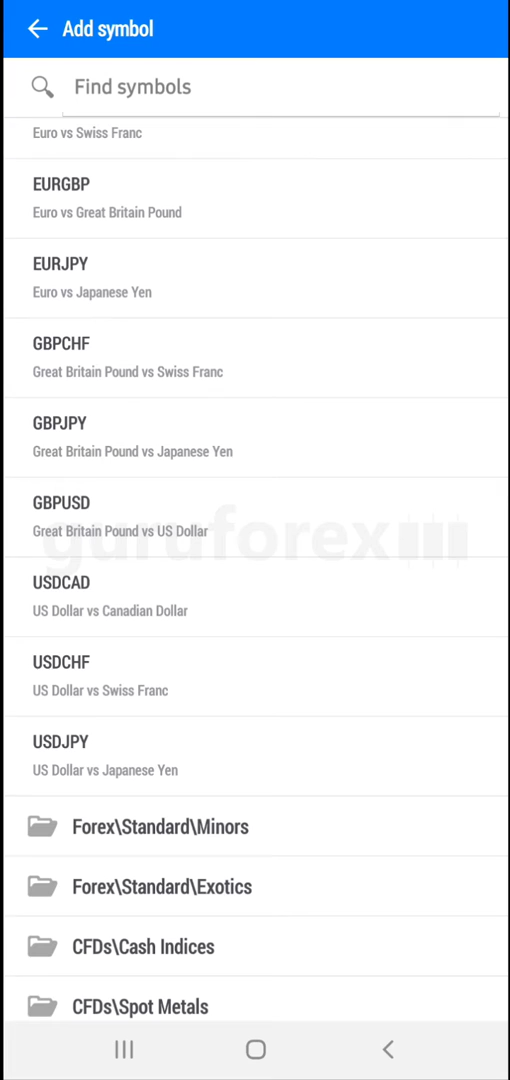 Add symbol
Find symbols
Euro vs Swiss Franc
EURGBP
Euro vs Great Britain Pound
EURJPY
Euro vs Japanese Yen
GBPCHF
Great Britain Pound vs Swiss Franc
GBPJPY
Great Britain Pound vs Japanese Yen
GBPUSD
Great Britain Pound vs US Dollar
guruforex
USDCAD
US Dollar vs Canadian Dollar
USDCHF
US Dollar vs Swiss Franc
USDJPY
US Dollar vs Japanese Yen
Forex\Standard\Minors
Forex\Standard\Exotics
CFDs\Cash Indices
CFDs\Spot Metals